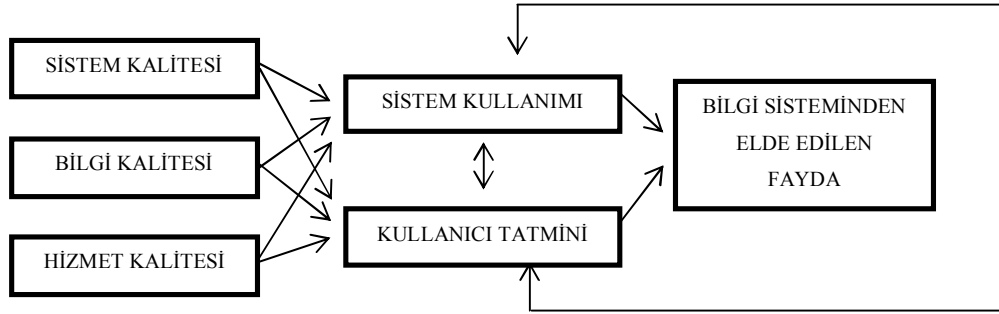 SİSTEM KALİTESİ
BİLGİ KALİTESİ
HİZMET KALİTESİ
SİSTEM KULLANIMI
KULLANICI TATMİNİ
BİLGİ SİSTEMİNDEN
ELDE EDİLEN
FAYDA